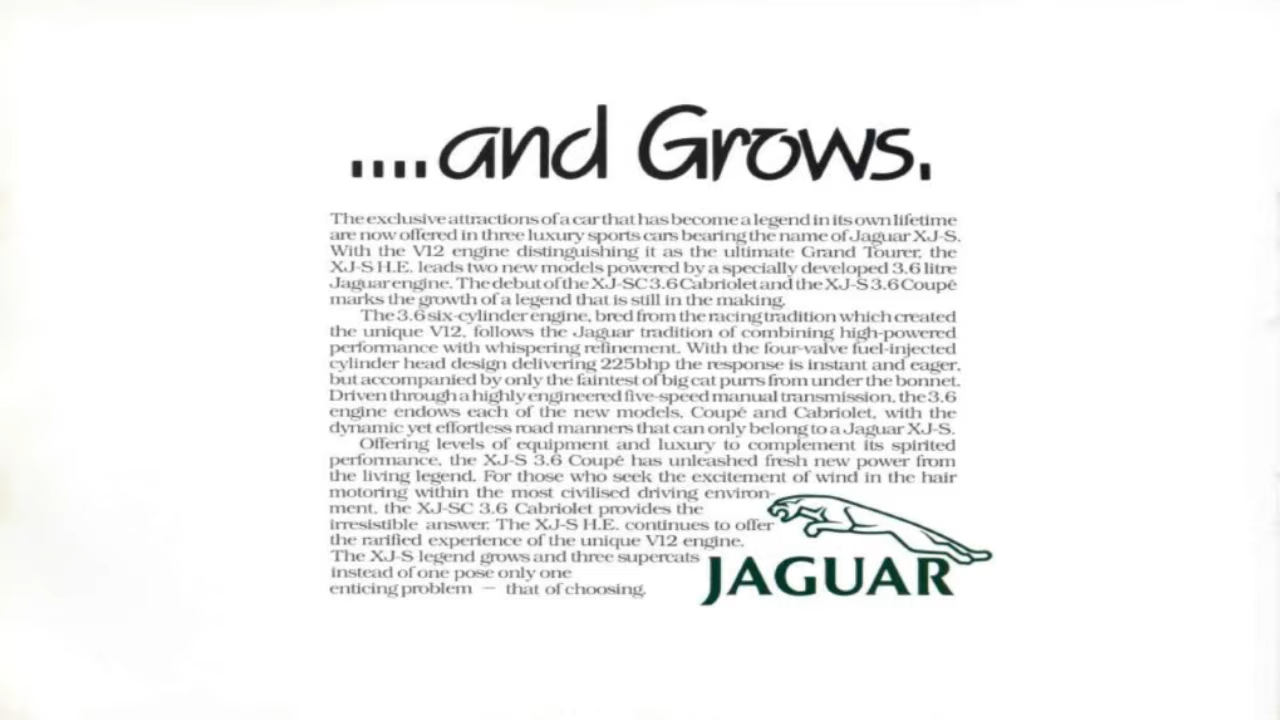 ....and Grows.
The exclusive attractions of a car that has become a legend in its own lifetime
are now offered in three luxury sports cars bearing the name of Jaguar XJ-S.
With the V12 engine distinguishing it as the ultimate Grand Tourer, the
XJ-S H.E. leads two new models powered by a specially developed 3.6 litre
Jaguar engine. The debut of the XJ-SC 3.6 Cabriolet and the XJ-S 3.6 Coupé
marks the growth of a legend that is still in the making.
The 3.6 six-cylinder engine, bred from the racing tradition which created
the unique V12, follows the Jaguar tradition of combining high-powered
performance with whispering refinement. With the four-valve fuel-injected
cylinder head design delivering 225bhp the response is instant and eager,
but accompanied by only the faintest of big cat purrs from under the bonnet.
Driven through a highly engineered five-speed manual transmission, the 3.6
engine endows each of the new models, Coupé and Cabriolet, with the
dynamic yet effortless road manners that can only belong to a Jaguar XJ-S.
Offering levels of equipment and luxury to complement its spirited
performance, the XJ-S 3.6 Coupé has unleashed fresh new power from
the living legend. For those who seek the excitement of wind in the hair
motoring within the most civilised driving environ-
ment, the XJ-SC 3.6 Cabriolet provides the
irresistible answer. The XJ-S H.E. continues to offer
the rarified experience of the unique V12 engine.
The XJ-S legend grows and three supercats
instead of one pose only one
enticing problem – that of choosing.
JAGUAR